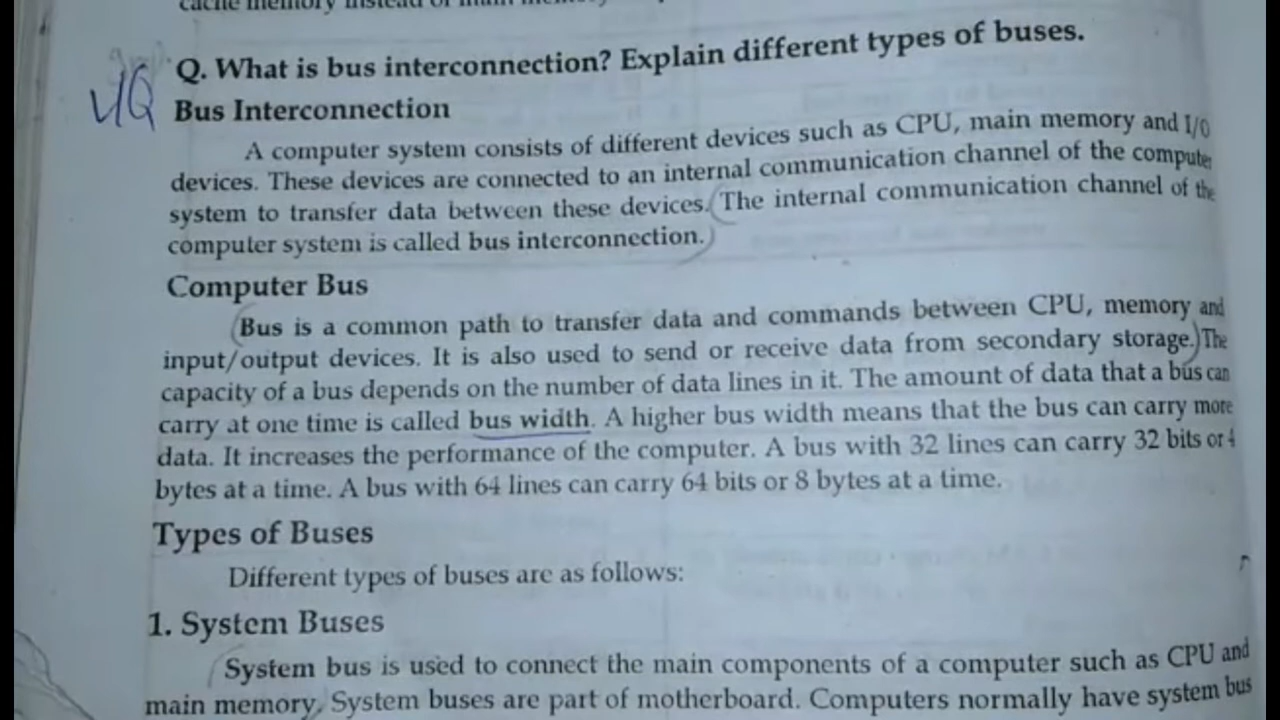 cache memory instead of main memory
UQ
Q. What is bus interconnection? Explain different types of buses.
Bus Interconnection
A computer system consists of different devices such as CPU, main memory and I/O
devices. These devices are connected to an internal communication channel of the computer
system to transfer data between these devices. The internal communication channel of the
computer system is called bus interconnection.
Computer Bus
Bus is a common path to transfer data and commands between CPU, memory and
input/output devices. It is also used to send or receive data from secondary storage. The
capacity of a bus depends on the number of data lines in it. The amount of data that a bus can
carry at one time is called bus width. A higher bus width means that the bus can carry more
data. It increases the performance of the computer. A bus with 32 lines can carry 32 bits or 4
bytes at a time. A bus with 64 lines can carry 64 bits or 8 bytes at a time.
Types of Buses
Different types of buses are as follows:
1. System Buses
System bus is used to connect the main components of a computer such as CPU and
main memory. System buses are part of motherboard. Computers normally have system bus